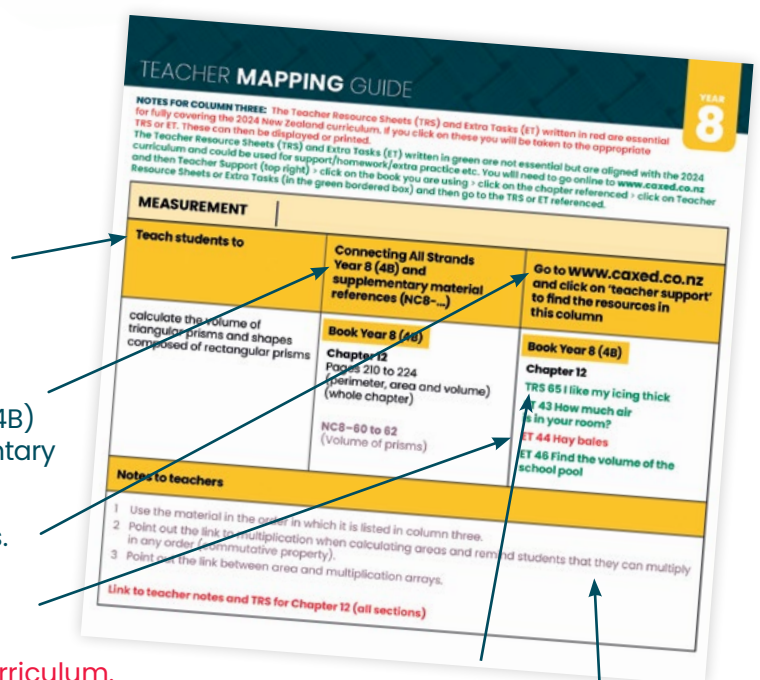 TEACHER MAPPING GUIDE
YEAR
8
NOTES FOR COLUMN THREE: The Teacher Resource Sheets (TRS) and Extra Tasks (ET) written in red are essential
for fully covering the 2024 New Zealand curriculum. If you click on these you will be taken to the appropriate
TRS or ET. These can then be displayed or printed.
The Teacher Resource Sheets (TRS) and Extra Tasks (ET) written in green are not essential but are aligned with the 2024
curriculum and could be used for support/homework/extra practice etc. You will need to go online to www.caxed.co.nz
and then Teacher Support (top right) > click on the book you are using > click on the chapter referenced > click on Teacher
Resource Sheets or Extra Tasks (in the green bordered box) and then go to the TRS or ET referenced.
MEASUREMENT
Teach students to
Connecting All Strands
Year 8 (4B) and
supplementary material
references (NC8-...)
Go to www.caxed.co.nz
and click on 'teacher support'
to find the resources in
this column
calculate the volume of
triangular prisms and shapes
composed of rectangular prisms
Book Year 8 (4B)
Chapter 12
Pages 210 to 224
(perimeter, area and volume)
(whole chapter)
NC8–60 to 62
(Volume of prisms)
Book Year 8 (4B)
Chapter 12
TRS 65 I like my icing thick
ET 43 How much air
is in your room?
ET 44 Hay bales
ET 46 Find the volume of the
school pool
Notes to teachers
1 Use the material in the order in which it is listed in column three.
2 Point out the link to multiplication when calculating areas and remind students that they can multiply
in any order (commutative property).
3 Point out the link between area and multiplication arrays.
Link to teacher notes and TRS for Chapter 12 (all sections)
4B)
ntary
s.
rriculum.